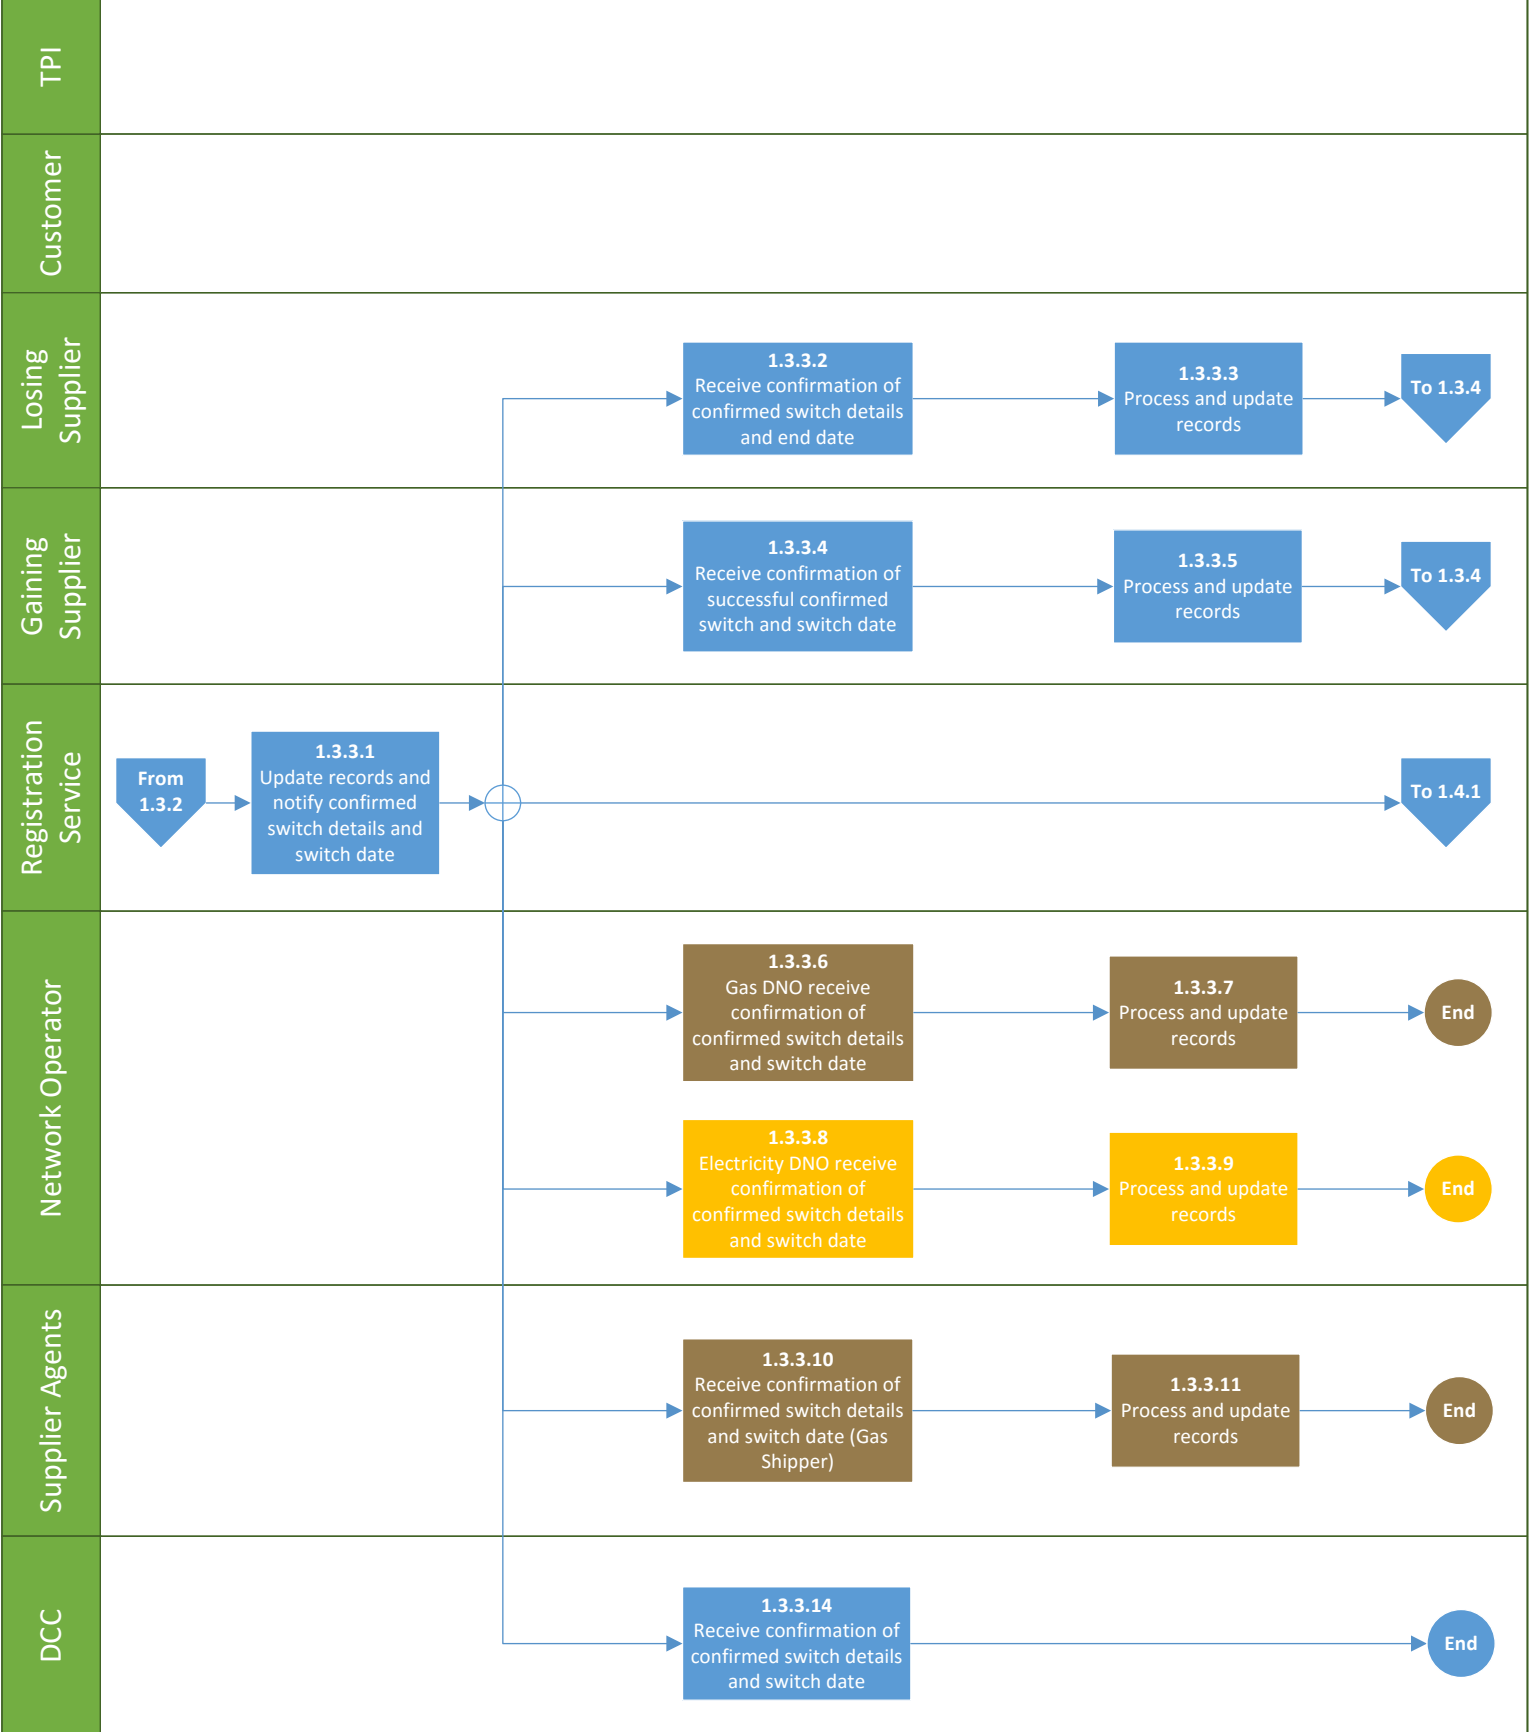 TPI
Customer
Losing
Supplier
1.3.3.2
Receive confirmation of
confirmed switch details
and end date
1.3.3.3
Process and update
records
To 1.3.4
Gaining
Supplier
1.3.3.4
Receive confirmation of
successful confirmed
switch and switch date
1.3.3.5
Process and update
records
To 1.3.4
Registration
Service
From
1.3.2
1.3.3.1
Update records and
notify confirmed
switch details and
switch date
To 1.4.1
Network Operator
1.3.3.6
Gas DNO receive
confirmation of
confirmed switch details
and switch date
1.3.3.7
Process and update
records
End
1.3.3.8
Electricity DNO receive
confirmation of
confirmed switch details
and switch date
1.3.3.9
Process and update
records
End
Supplier Agents
1.3.3.10
Receive confirmation of
confirmed switch details
and switch date (Gas
Shipper)
1.3.3.11
Process and update
records
End
DCC
1.3.3.14
Receive confirmation of
confirmed switch details
and switch date
End